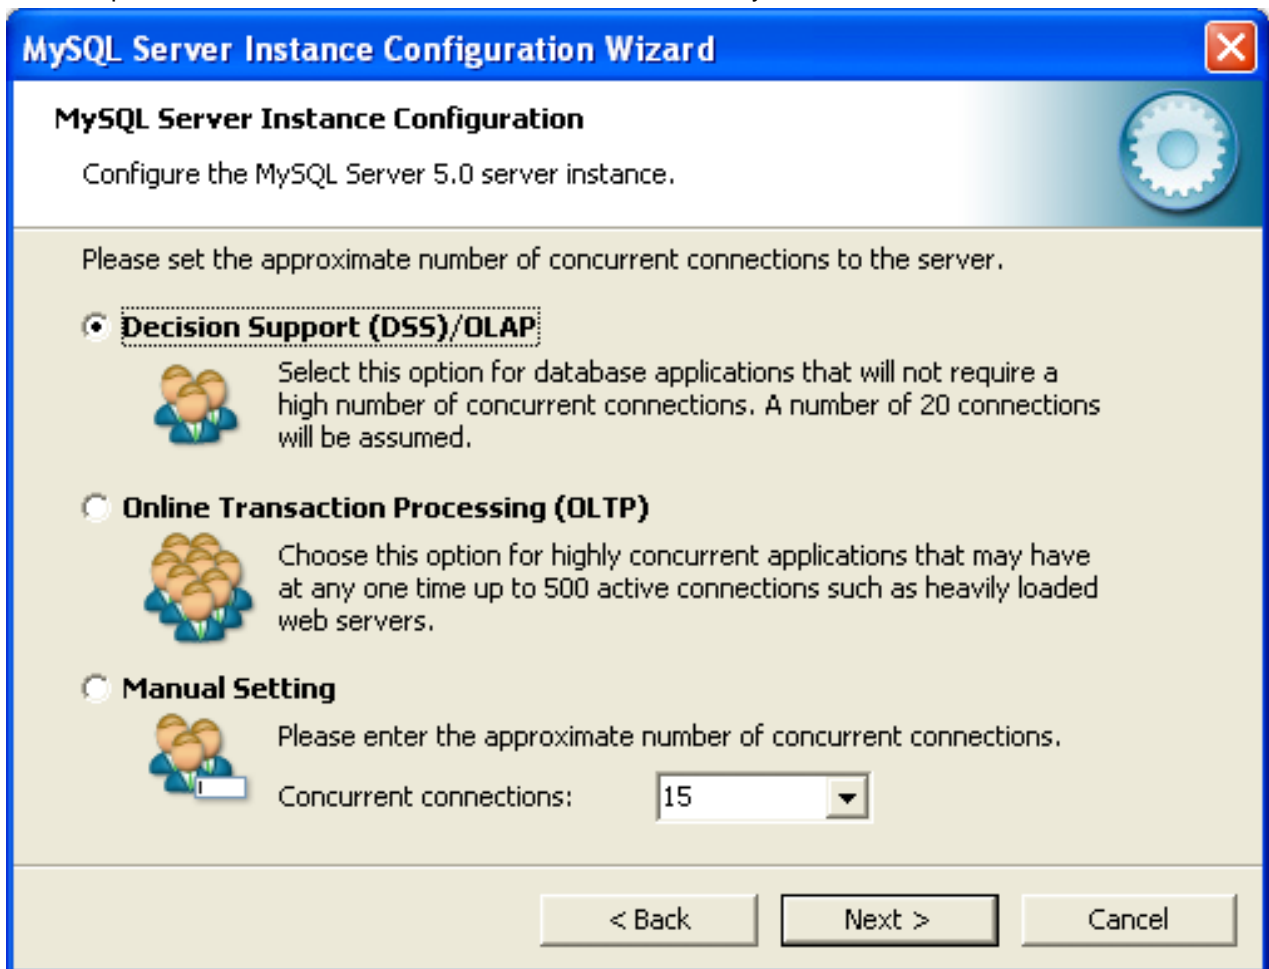 MySQL Server Instance Configuration Wizard
MySQL Server Instance Configuration
Configure the MySQL Server 5.0 server instance.
Please set the approximate number of concurrent connections to the server.
Decision Support (DSS)/OLAP
Select this option for database applications that will not require a
high number of concurrent connections. A number of 20 connections
will be assumed.
Online Transaction Processing (OLTP)
Choose this option for highly concurrent applications that may have
at any one time up to 500 active connections such as heavily loaded
web servers.
Manual Setting
Please enter the approximate number of concurrent connections.
Concurrent connections: 15
< Back Next > Cancel